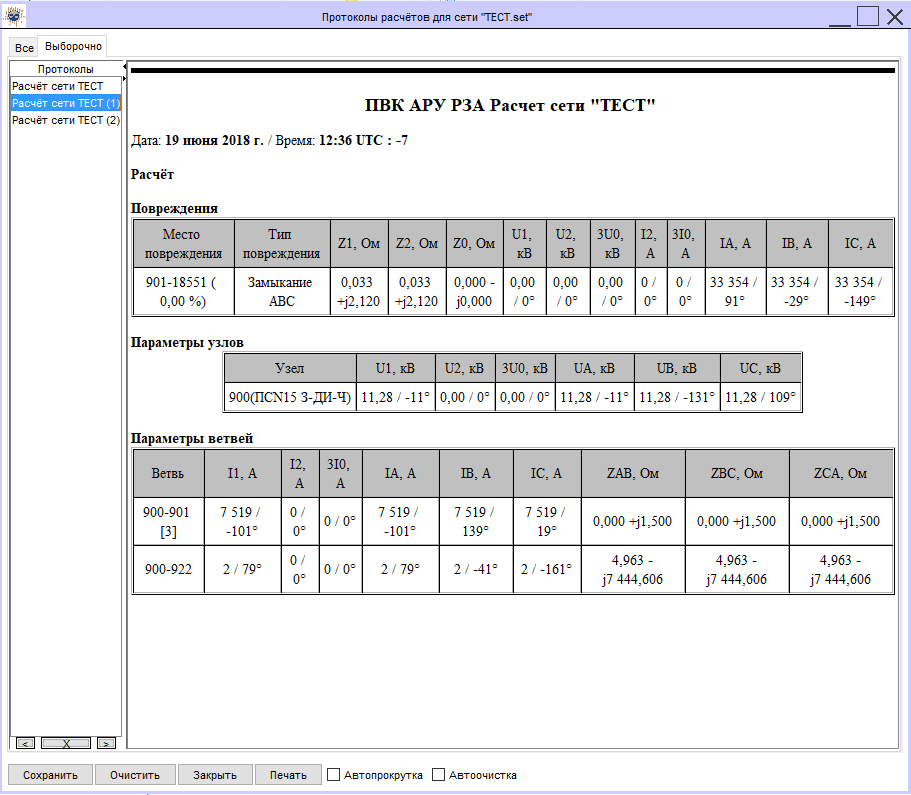 Протоколы расчётов для сети "ТЕСТ.set"
Все
Выборочно
Протоколы
Расчёт сети ТЕСТ
Расчёт сети ТЕСТ (1)
Расчёт сети ТЕСТ (2)
ПВК АРУ РЗА Расчет сети "ТЕСТ"
Дата: 19 июня 2018 г. / Время: 12:36 UTC : -7
Расчёт
Повреждения
Место повреждения Тип повреждения Z1, Ом Z2, Ом Z0, Ом U1, кВ U2, кВ 3U0, кВ I2, А 3I0, А IA, А IB, А IC, А
901-18551 ( 0,00 %) Замыкание ABC 0,033 +j2,120 0,033 +j2,120 0,000 - j0,000 0,00 / 0° 0,00 / 0° 0,00 / 0° 0 / 0° 0 / 0° 33 354 / 91° 33 354 / -29° 33 354 / -149°
Параметры узлов
Узел U1, кВ U2, кВ 3U0, кВ UA, кВ UB, кВ UC, кВ
900(ПCN15 3-ДИ-Ч) 11,28 / -11° 0,00 / 0° 0,00 / 0° 11,28 / -11° 11,28 / -131° 11,28 / 109°
Параметры ветвей
Ветвь I1, А I2, А 3I0, А IA, А IB, А IC, А ZAB, Ом ZBC, Ом ZCA, Ом
900-901 [3] 7 519 / -101° 0 / 0° 0 / 0° 7 519 / -101° 7 519 / 139° 7 519 / 19° 0,000 +j1,500 0,000 +j1,500 0,000 +j1,500
900-922 2 / 79° 0 / 0° 0 / 0° 2 / 79° 2 / -41° 2 / -161° 4,963 - j7 444,606 4,963 - j7 444,606 4,963 - j7 444,606
< X >
Сохранить
Очистить
Закрыть
Печать
Автопрокрутка
Автоочистка